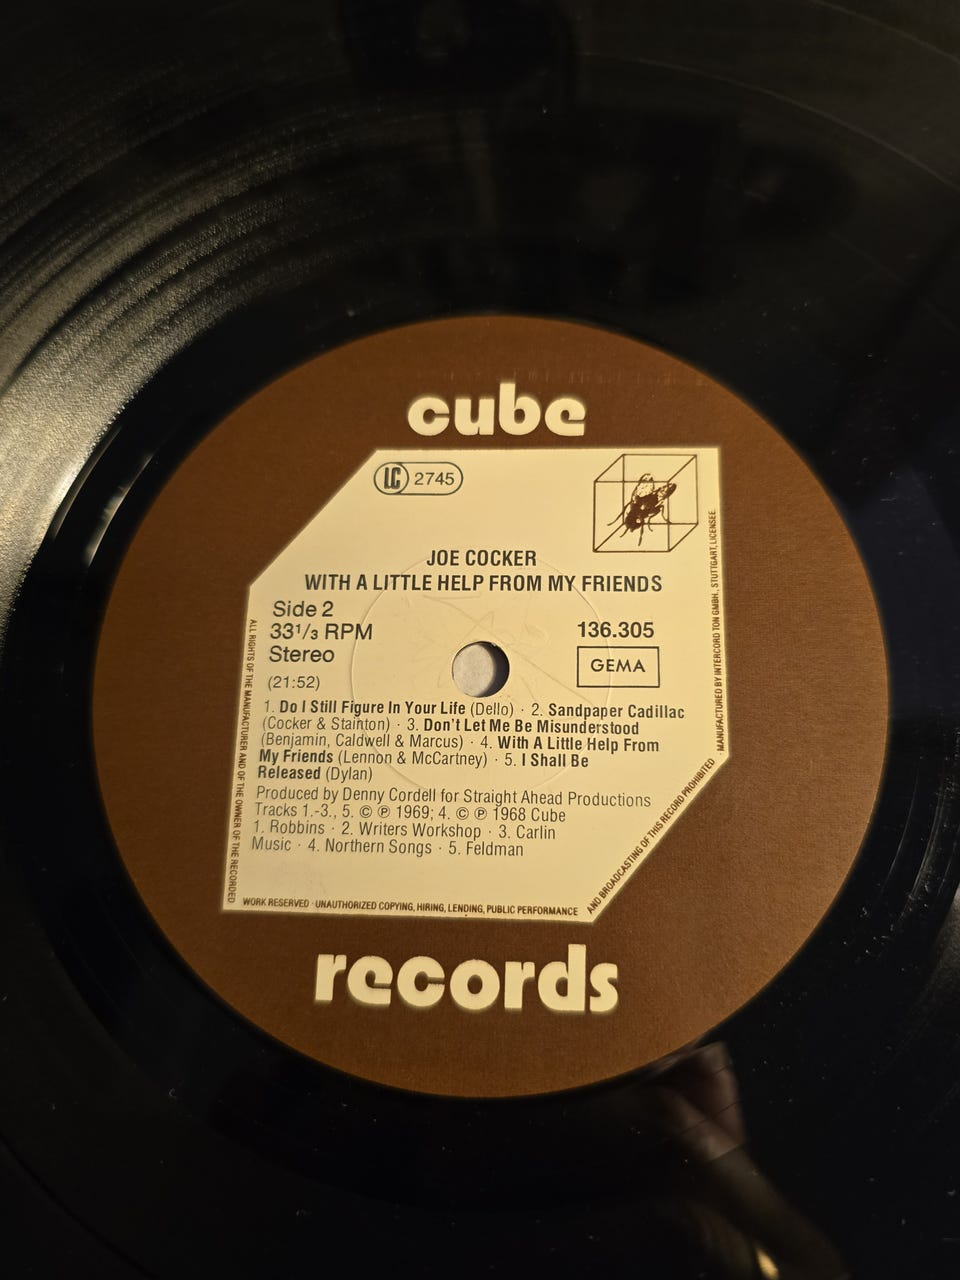 cube
LC 2745
JOE COCKER
WITH A LITTLE HELP FROM MY FRIENDS
Side 2
33 1/3 RPM
Stereo
(21:52)
136.305
GEMA
1. Do I Still Figure In Your Life (Dello) · 2. Sandpaper Cadillac
(Cocker & Stainton) · 3. Don't Let Me Be Misunderstood
(Benjamin, Caldwell & Marcus) · 4. With A Little Help From
My Friends (Lennon & McCartney) · 5. I Shall Be
Released (Dylan)
Produced by Denny Cordell for Straight Ahead Productions
Tracks 1.-3., 5. © ℗ 1969; 4. © ℗ 1968 Cube
1. Robbins · 2. Writers Workshop · 3. Carlin
Music · 4. Northern Songs · 5. Feldman
ALL RIGHTS OF THE MANUFACTURER AND OF THE OWNER OF THE RECORDED
WORK RESERVED · UNAUTHORIZED COPYING, HIRING, LENDING, PUBLIC PERFORMANCE
AND BROADCASTING OF THIS RECORD PROHIBITED ·
MANUFACTURED BY INTERCORD TON GMBH., STUTTGART, LICENSEE
records